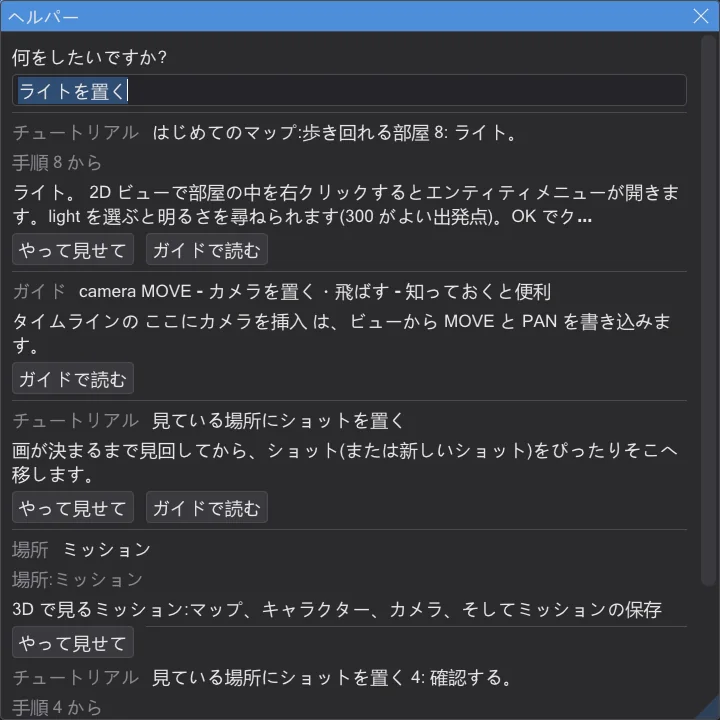 ヘルパー
何をしたいですか?
ライトを置く
チュートリアル はじめてのマップ:歩き回れる部屋 8: ライト。
手順 8 から
ライト。 2D ビューで部屋の中を右クリックするとエンティティメニューが開きま
す。light を選ぶと明るさを尋ねられます(300 がよい出発点)。OK でク...
やって見せて ガイドで読む
ガイド camera MOVE - カメラを置く・飛ばす - 知っておくと便利
タイムラインの ここにカメラを挿入 は、ビューから MOVE と PAN を書き込みま
す。
ガイドで読む
チュートリアル 見ている場所にショットを置く
画が決まるまで見回してから、ショット(または新しいショット)をぴったりそこへ
移します。
やって見せて ガイドで読む
場所 ミッション
場所:ミッション
3D で見るミッション:マップ、キャラクター、カメラ、そしてミッションの保存
やって見せて
チュートリアル 見ている場所にショットを置く 4: 確認する。
手順 4 から